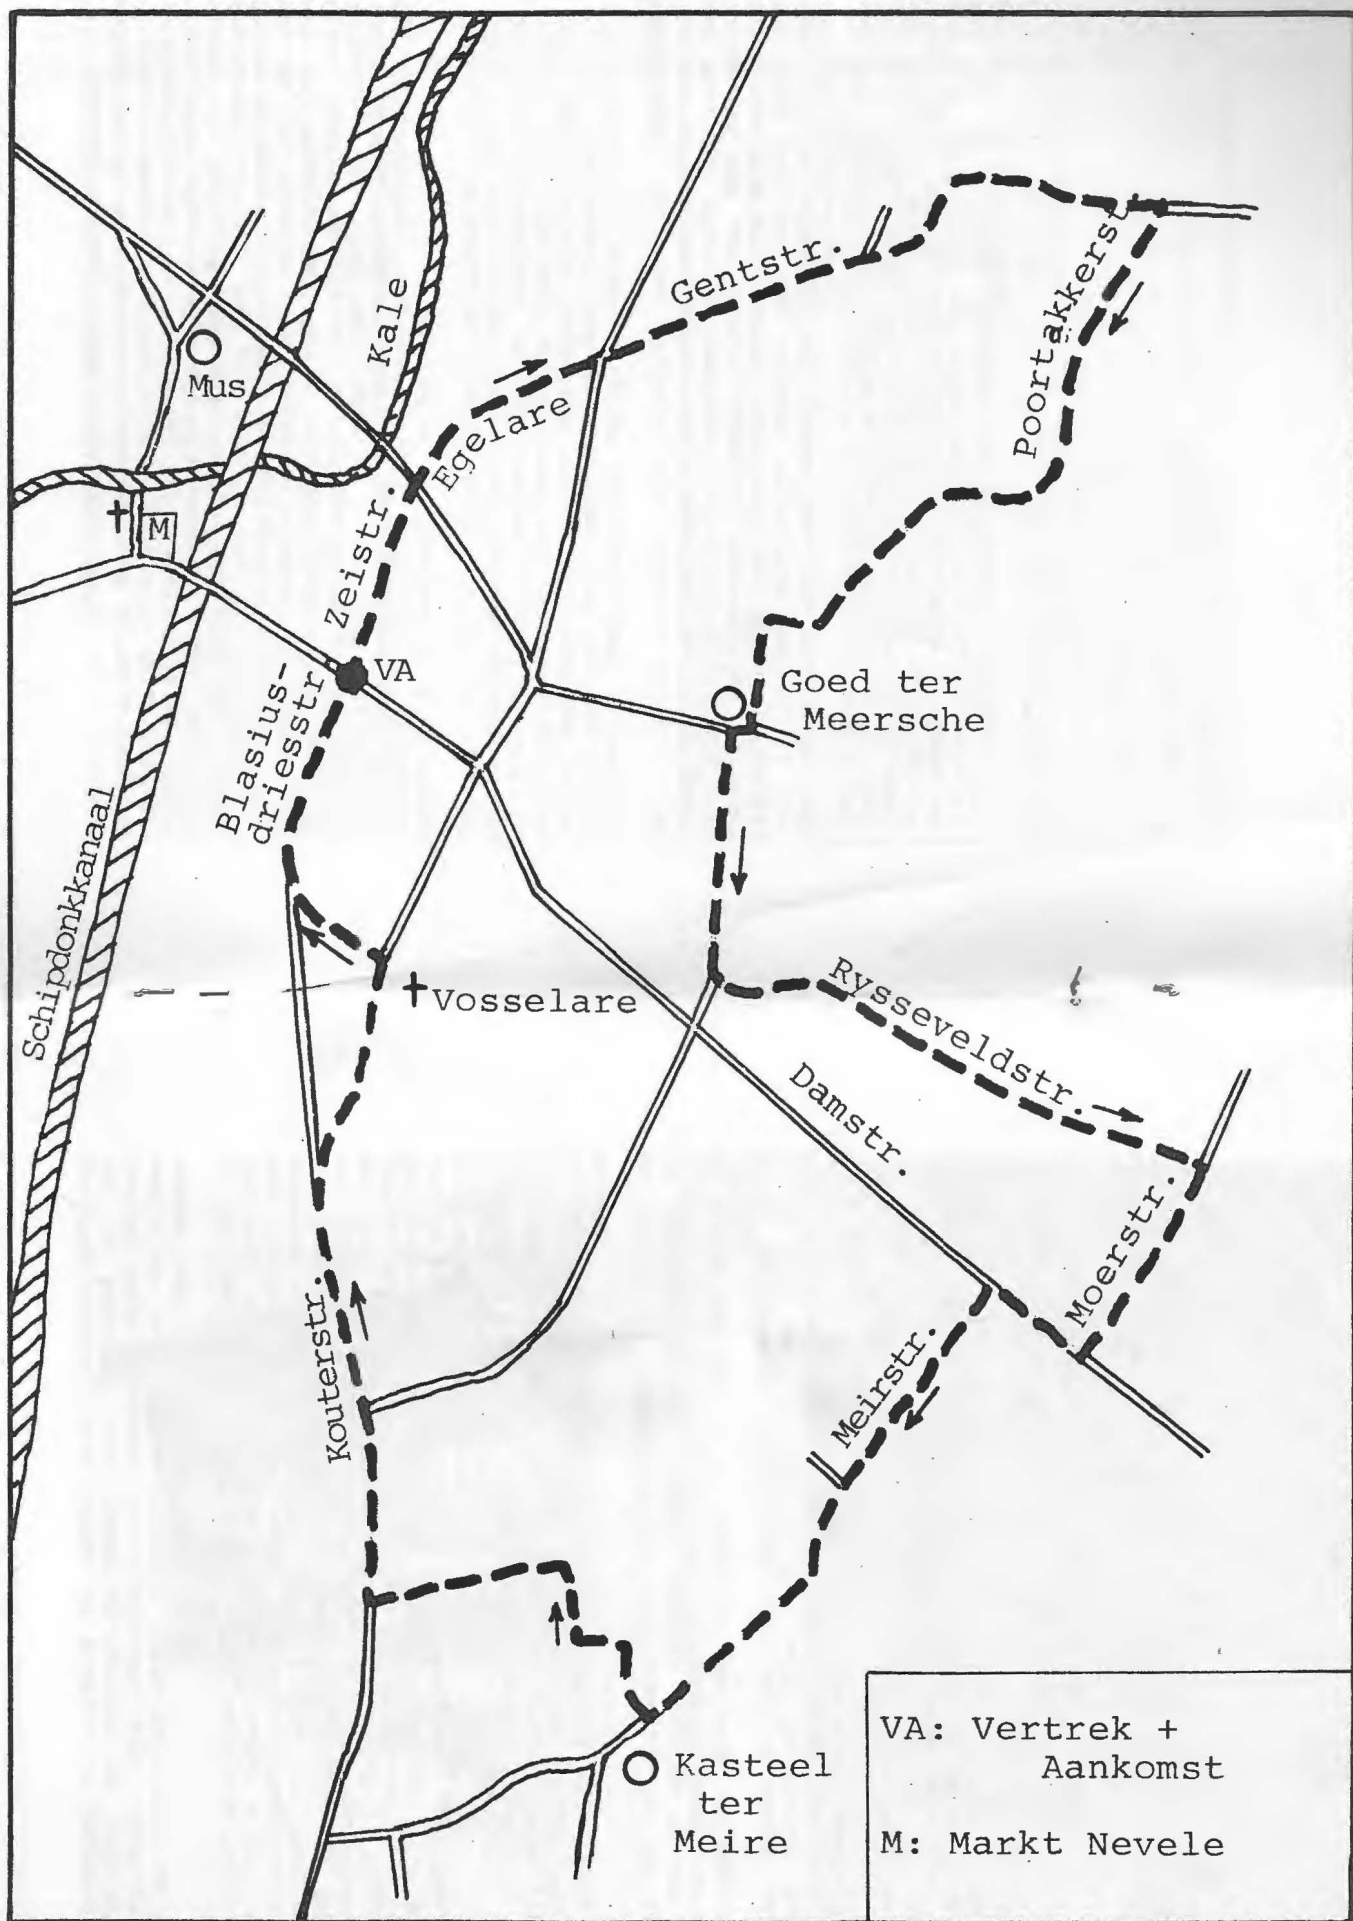 Gentstr.
Poortakkerst.
Kale
Mus
Egelare
M
Zeistr.
VA
Goed ter
Meersche
Blasius-
driesstr.
Schipdonkkanaal
Vosselare
Rysseveldstr.
Damstr.
Moerstr.
Kouterstr.
Meirstr.
Kasteel
ter
Meire
VA: Vertrek +
Aankomst
M: Markt Nevele